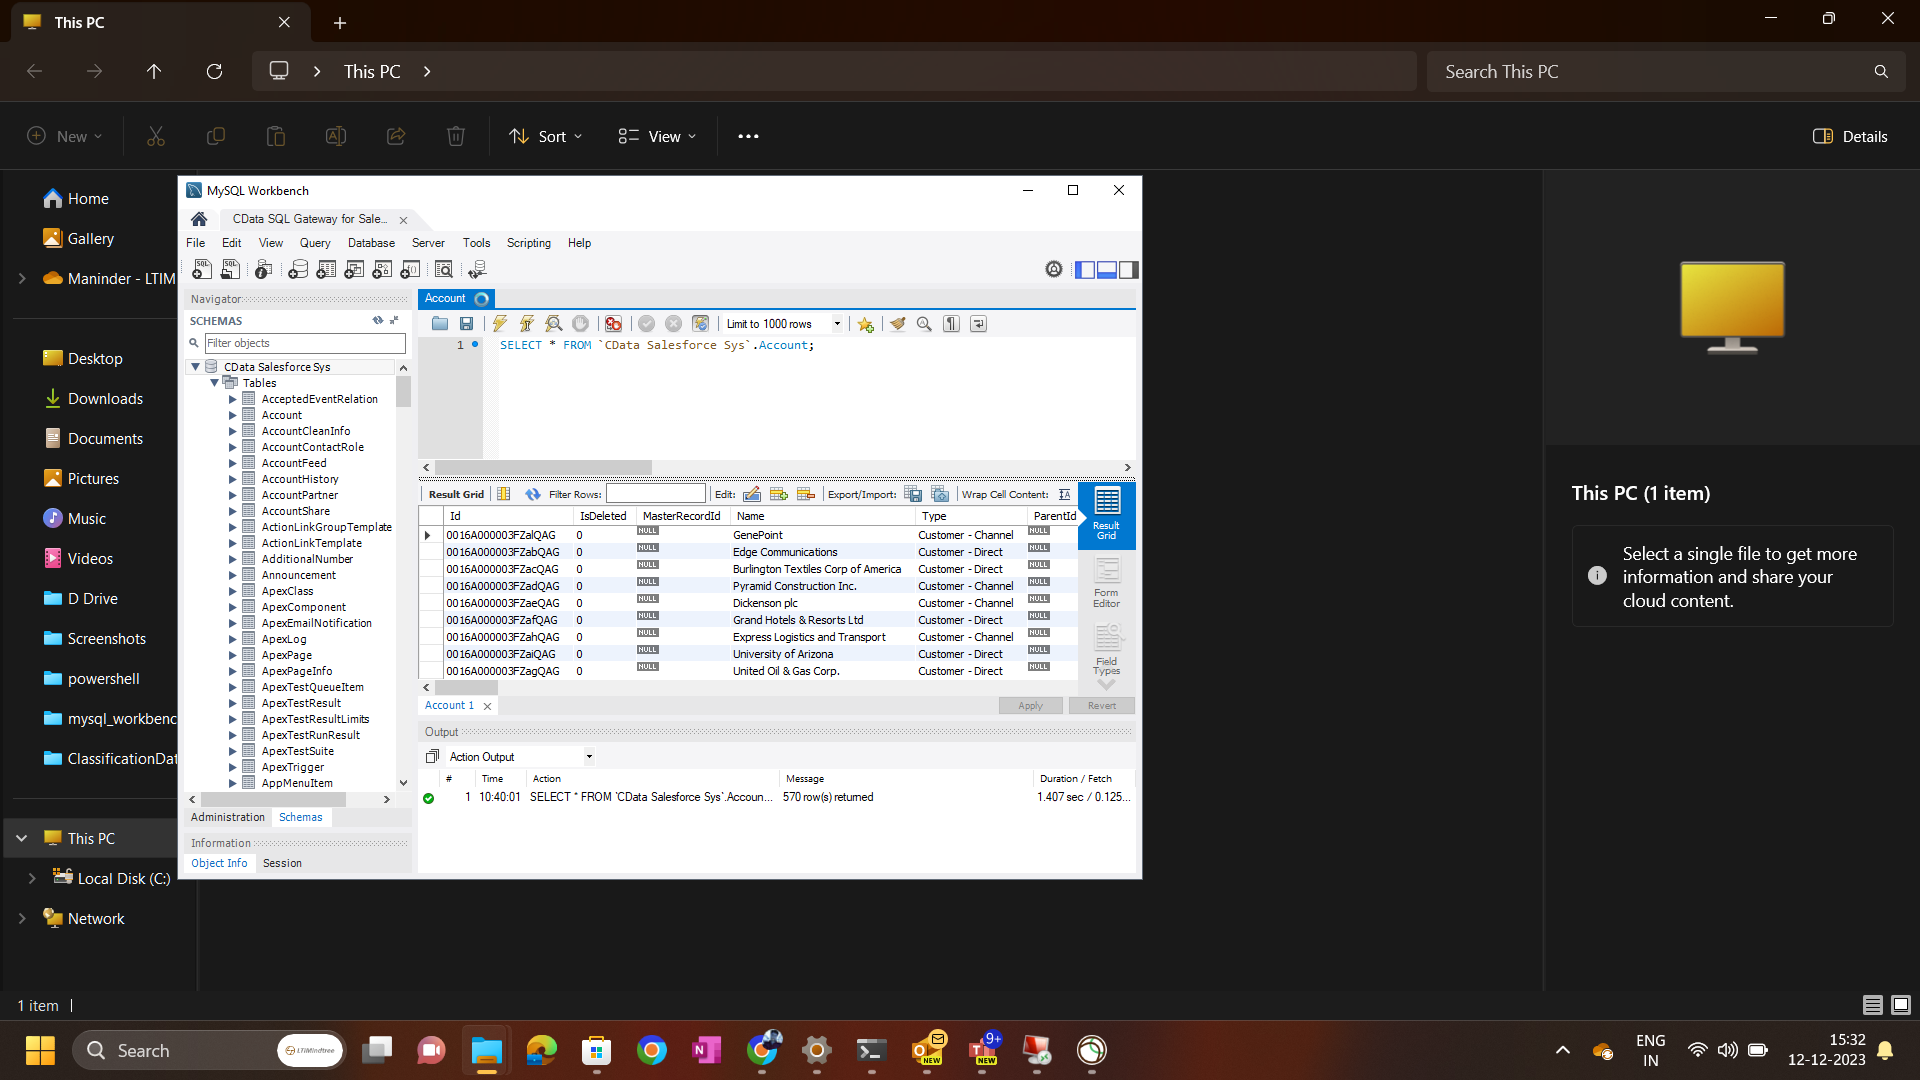 This PC
This PC
Search This PC
New
Sort
View
Details
Home
Gallery
Maninder - LTIM
Desktop
Downloads
Documents
Pictures
Music
Videos
D Drive
Screenshots
powershell
mysql_workbenc
ClassificationDat
This PC
Local Disk (C:)
Network
1 item
MySQL Workbench
CData SQL Gateway for Sale...
File Edit View Query Database Server Tools Scripting Help
Navigator
SCHEMAS
Filter objects
CData Salesforce Sys
Tables
AcceptedEventRelation
Account
AccountCleanInfo
AccountContactRole
AccountFeed
AccountHistory
AccountPartner
AccountShare
ActionLinkGroupTemplate
ActionLinkTemplate
AdditionalNumber
Announcement
ApexClass
ApexComponent
ApexEmailNotification
ApexLog
ApexPage
ApexPageInfo
ApexTestQueueItem
ApexTestResult
ApexTestResultLimits
ApexTestRunResult
ApexTestSuite
ApexTrigger
AppMenuItem
Administration Schemas
Information
Object Info Session
Account
Limit to 1000 rows
1 SELECT * FROM `CData Salesforce Sys`.Account;
Result Grid Filter Rows: Edit: Export/Import: Wrap Cell Content:
Id IsDeleted MasterRecordId Name Type ParentId
0016A000003FZalQAG 0 NULL GenePoint Customer - Channel NULL
0016A000003FZabQAG 0 NULL Edge Communications Customer - Direct NULL
0016A000003FZacQAG 0 NULL Burlington Textiles Corp of America Customer - Direct NULL
0016A000003FZadQAG 0 NULL Pyramid Construction Inc. Customer - Channel NULL
0016A000003FZaeQAG 0 NULL Dickenson plc Customer - Channel NULL
0016A000003FZafQAG 0 NULL Grand Hotels & Resorts Ltd Customer - Direct NULL
0016A000003FZahQAG 0 NULL Express Logistics and Transport Customer - Channel NULL
0016A000003FZaiQAG 0 NULL University of Arizona Customer - Direct NULL
0016A000003FZagQAG 0 NULL United Oil & Gas Corp. Customer - Direct NULL
Result
Grid
Form
Editor
Field
Types
Account 1
Apply Revert
Output
Action Output
# Time Action Message Duration / Fetch
1 10:40:01 SELECT * FROM `CData Salesforce Sys`.Accoun... 570 row(s) returned 1.407 sec / 0.125...
This PC (1 item)
Select a single file to get more
information and share your
cloud content.
Search
LTIMindtree
NEW
9+
NEW
ENG
IN
15:32
12-12-2023